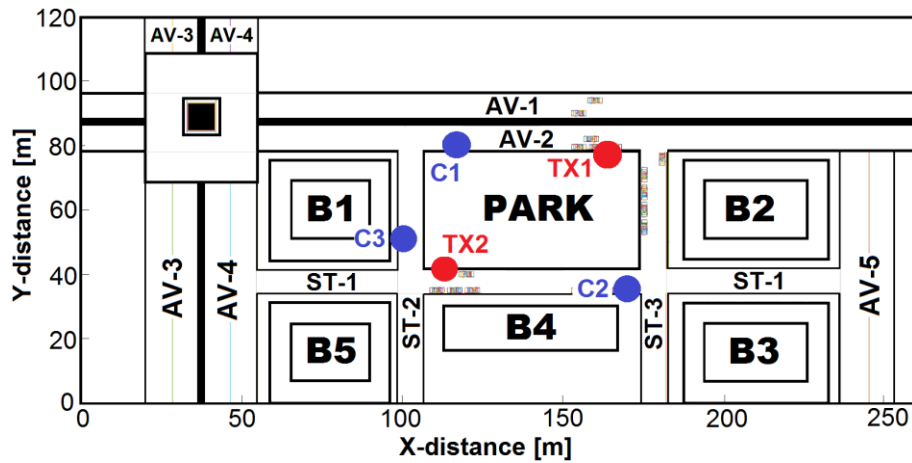 120
AV-3 AV-4
100
AV-1
80
AV-2
C1
TX1
60
B1
PARK
B2
C3
TX2
40
ST-1
C2
ST-1
AV-3
AV-4
ST-2
ST-3
AV-5
20
B5
B4
B3
0
0 50 100 150 200 250
X-distance [m]
Y-distance [m]